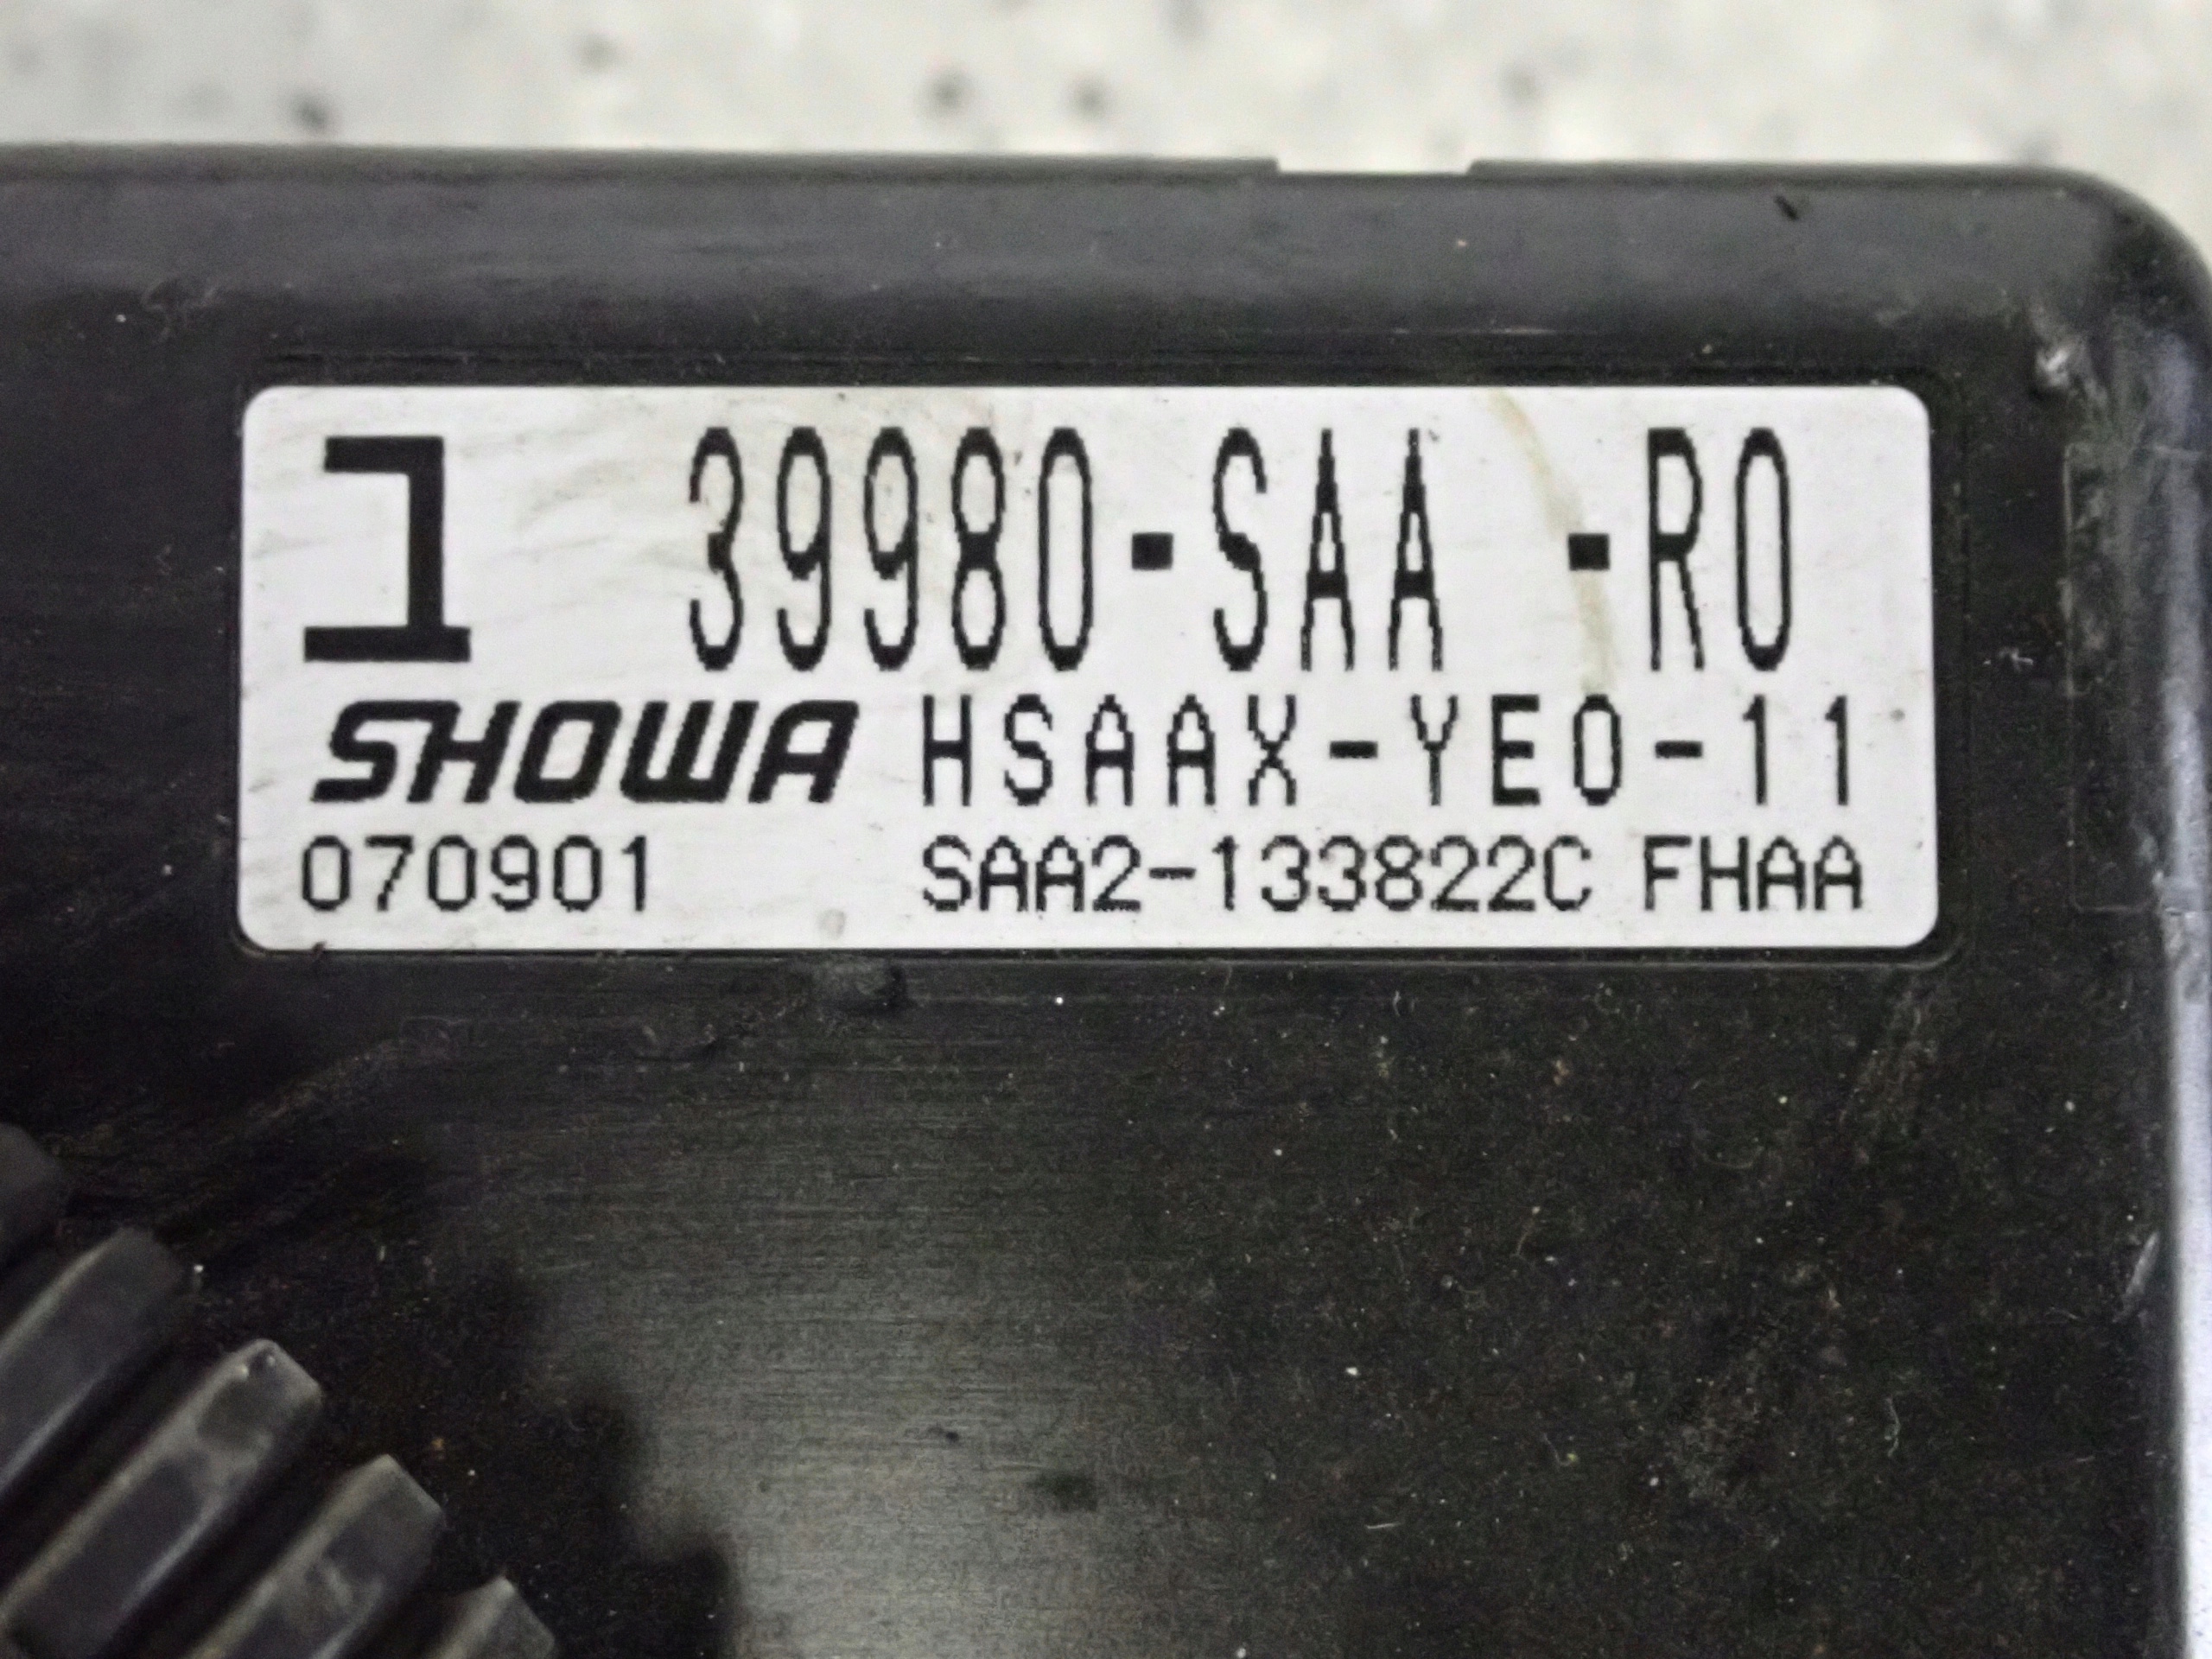 1 39980-SAA -R0
SHOWA HSAAX-YE0-11
070901 SAA2-133822C FHAA